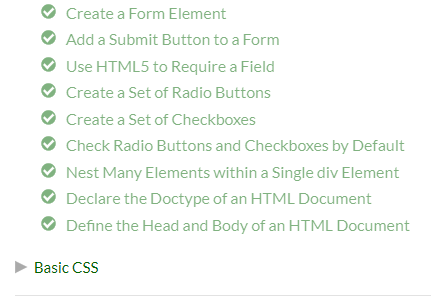 Create a Form Element
Add a Submit Button to a Form
Use HTML5 to Require a Field
Create a Set of Radio Buttons
Create a Set of Checkboxes
Check Radio Buttons and Checkboxes by Default
Nest Many Elements within a Single div Element
Declare the Doctype of an HTML Document
Define the Head and Body of an HTML Document
Basic CSS